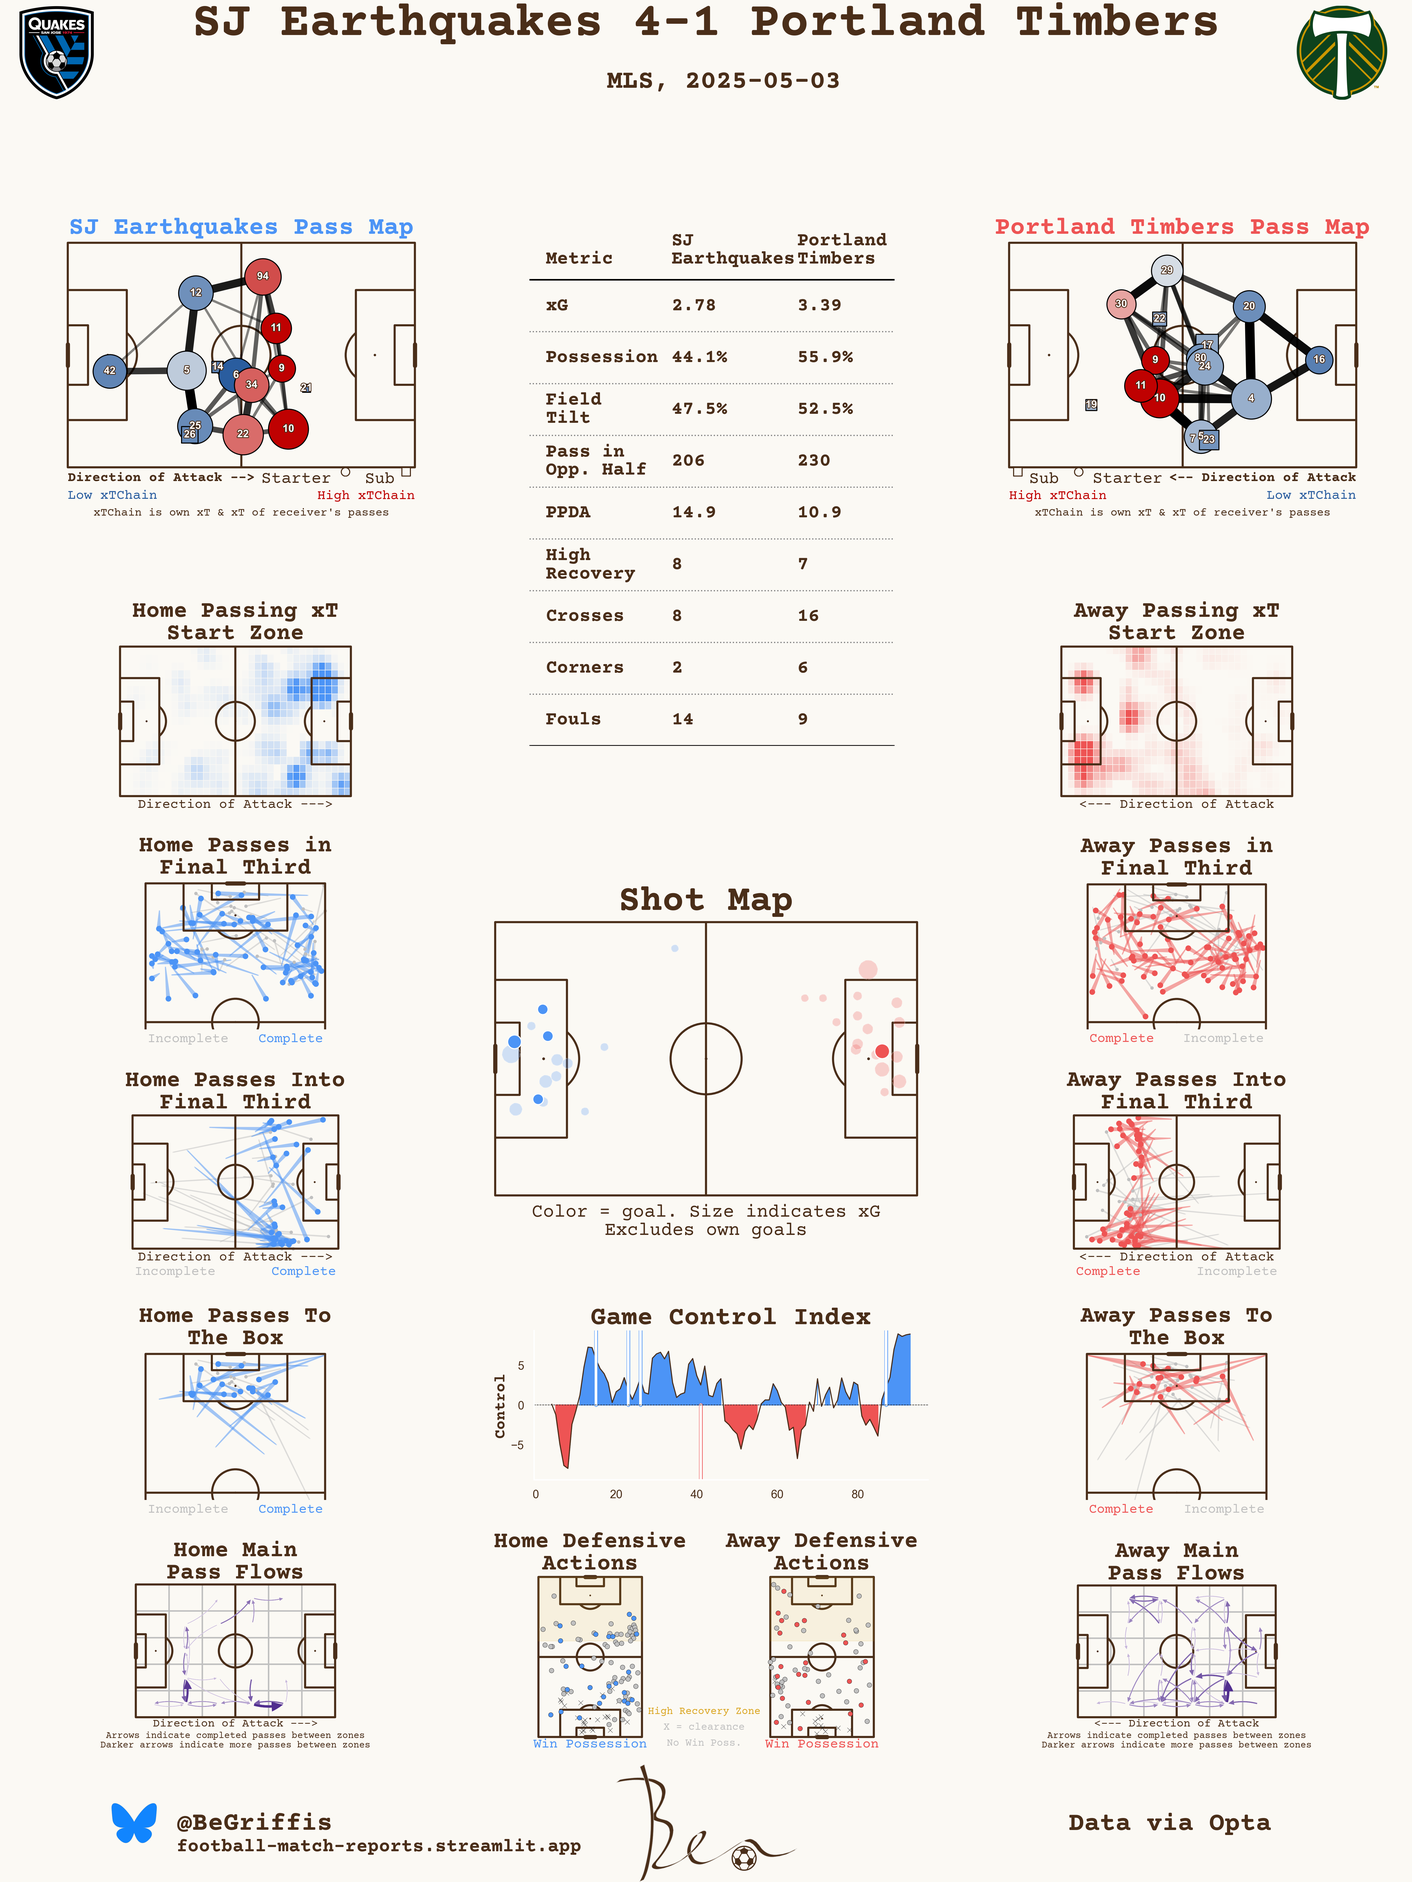 SJ Earthquakes 4-1 Portland Timbers
MLS, 2025-05-03
QUAKES
SAN JOSE
SJ Earthquakes Pass Map
94
12
11
42
5
14
6
9
34
21
25
26
22
10
Direction of Attack --> Starter Sub
Low xTChain High xTChain
xTChain is own xT & xT of receiver's passes
Metric SJ Earthquakes Portland Timbers
xG 2.78 3.39
Possession 44.1% 55.9%
Field Tilt 47.5% 52.5%
Pass in Opp. Half 206 230
PPDA 14.9 10.9
High Recovery 8 7
Crosses 8 16
Corners 2 6
Fouls 14 9
Portland Timbers Pass Map
29
30
22
20
17
9
80
24
16
11
10
4
19
7
5
23
Sub Starter <-- Direction of Attack
High xTChain Low xTChain
xTChain is own xT & xT of receiver's passes
Home Passing xT
Start Zone
Direction of Attack --->
Away Passing xT
Start Zone
<--- Direction of Attack
Home Passes in
Final Third
Incomplete Complete
Away Passes in
Final Third
Complete Incomplete
Shot Map
Color = goal. Size indicates xG
Excludes own goals
Home Passes Into
Final Third
Direction of Attack --->
Incomplete Complete
Away Passes Into
Final Third
<--- Direction of Attack
Complete Incomplete
Home Passes To
The Box
Incomplete Complete
Game Control Index
Control
5
0
−5
0 20 40 60 80
Away Passes To
The Box
Complete Incomplete
Home Main
Pass Flows
Direction of Attack --->
Arrows indicate completed passes between zones
Darker arrows indicate more passes between zones
Home Defensive
Actions
Win Possession
Away Defensive
Actions
High Recovery Zone
X = clearance
No Win Poss.
Win Possession
Away Main
Pass Flows
<--- Direction of Attack
Arrows indicate completed passes between zones
Darker arrows indicate more passes between zones
@BeGriffis
football-match-reports.streamlit.app
Ben
Data via Opta